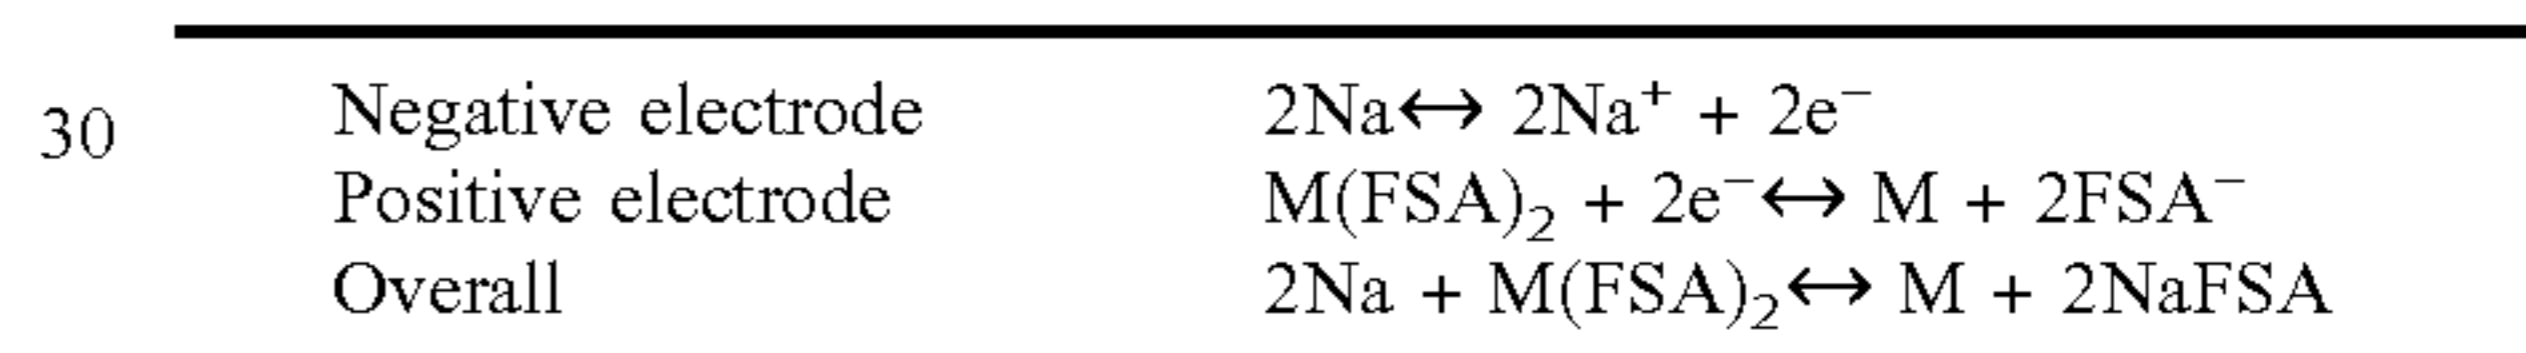 30 Negative electrode 2Na↔ 2Na⁺ + 2e⁻
Positive electrode M(FSA)₂ + 2e⁻↔ M + 2FSA⁻
Overall 2Na + M(FSA)₂↔ M + 2NaFSA